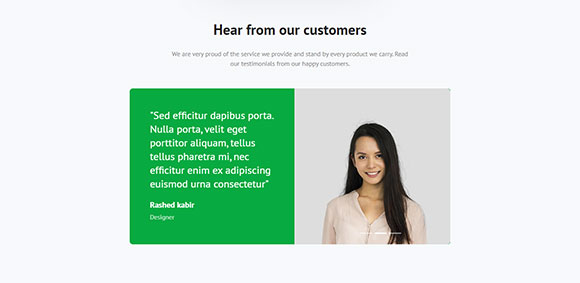 Hear from our customers
We are very proud of the service we provide and stand by every product we carry. Read
our testimonials from our happy customers.
"Sed efficitur dapibus porta.
Nulla porta, velit eget
porttitor aliquam, tellus
tellus pharetra mi, nec
efficitur enim ex adipiscing
euismod urna consectetur"
Rashed kabir
Designer